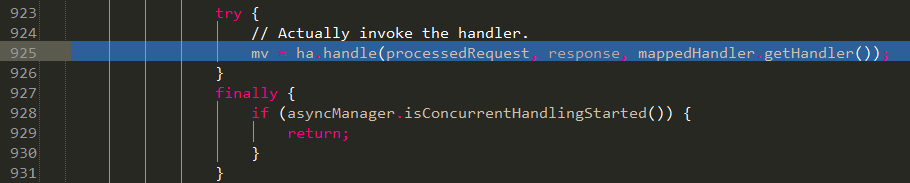 923 try {
924 // Actually invoke the handler.
925 mv = ha.handle(processedRequest, response, mappedHandler.getHandler());
926 }
927 finally {
928 if (asyncManager.isConcurrentHandlingStarted()) {
929 return;
930 }
931 }